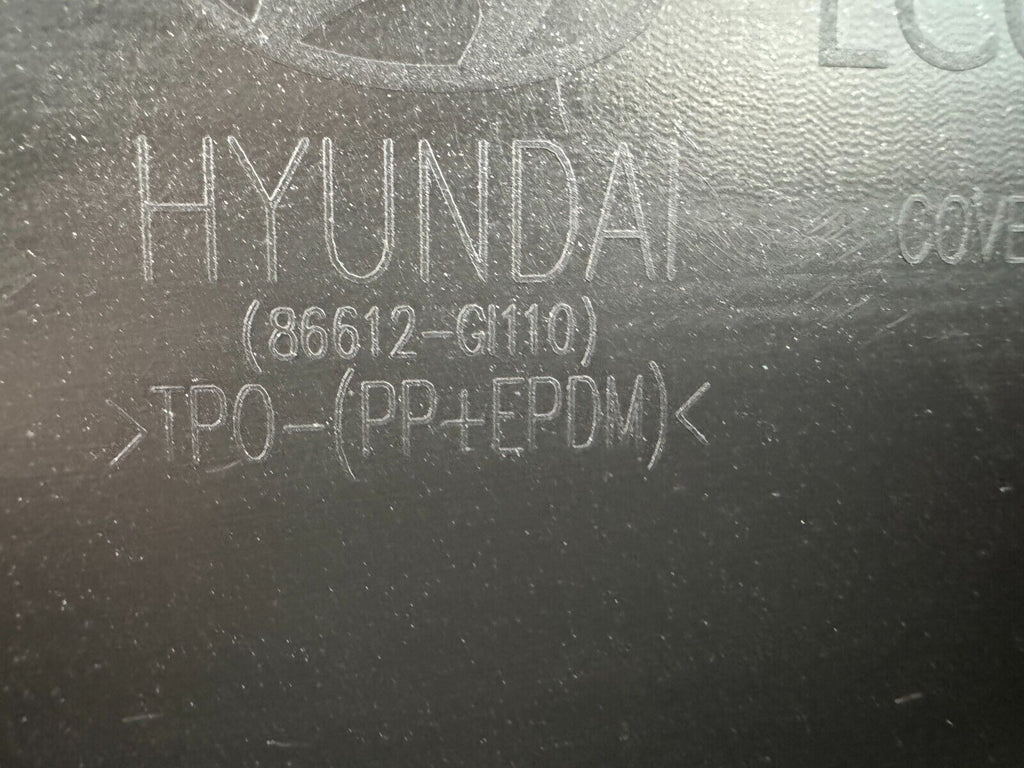 HYUNDAI
(86612-GI110)
>TPO-(PP+EPDM)<